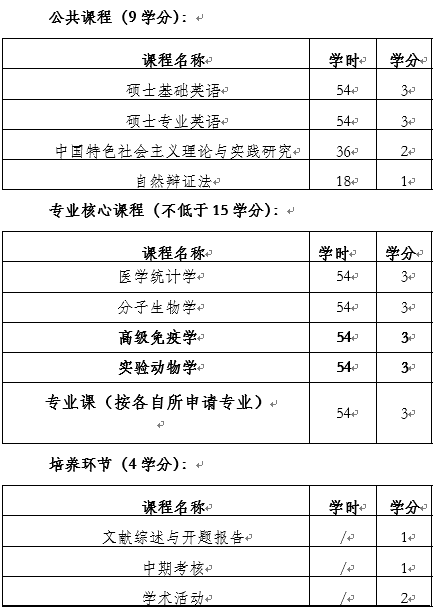 公共课程（9 学分）：
课程名称 学时 学分
硕士基础英语 54 3
硕士专业英语 54 3
中国特色社会主义理论与实践研究 36 2
自然辩证法 18 1
专业核心课程（不低于 15 学分）：
课程名称 学时 学分
医学统计学 54 3
分子生物学 54 3
高级免疫学 54 3
实验动物学 54 3
专业课（按各自所申请专业） 54 3
培养环节（4 学分）：
课程名称 学时 学分
文献综述与开题报告 / 1
中期考核 / 1
学术活动 / 2